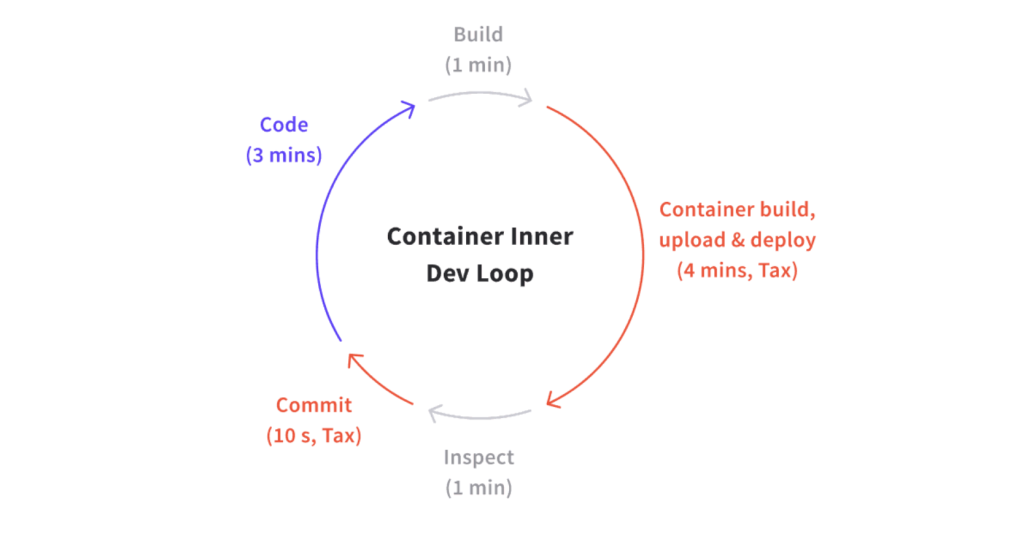 Build
(1 min)
Code
(3 mins)
Container build,
upload & deploy
(4 mins, Tax)
Container Inner
Dev Loop
Commit
(10 s, Tax)
Inspect
(1 min)